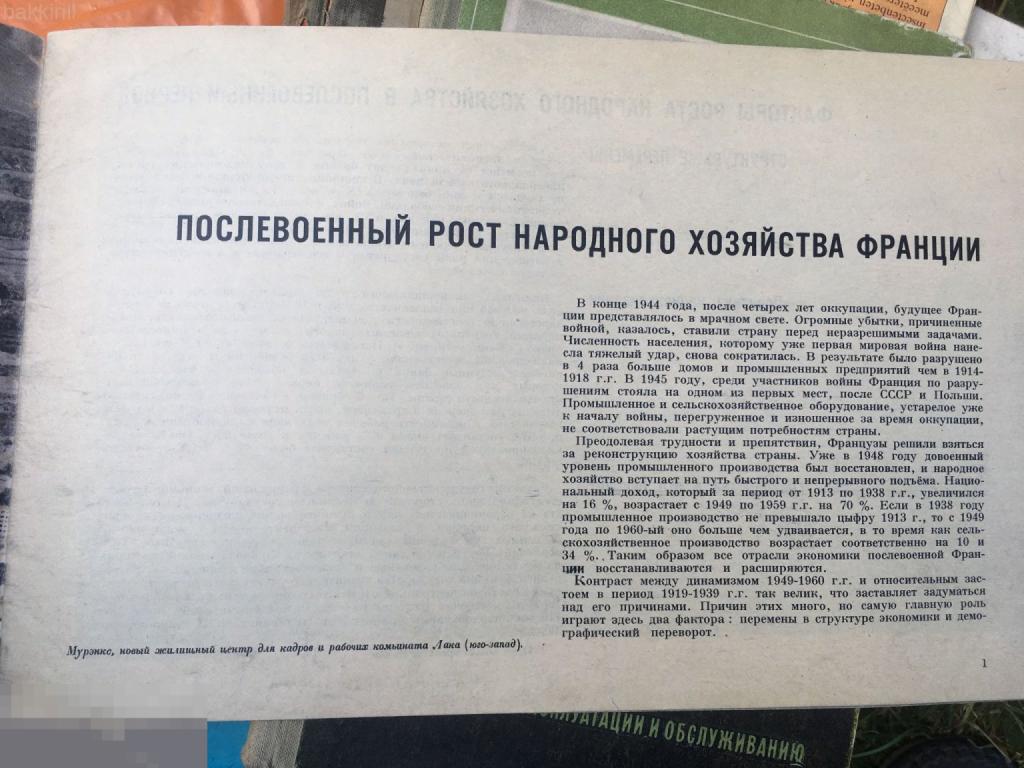 bakkirill
insectenbeten
ПОСЛЕВОЕННЫЙ РОСТ НАРОДНОГО ХОЗЯЙСТВА ФРАНЦИИ
В конце 1944 года, после четырех лет оккупации, будущее Фран-
ции представлялось в мрачном свете. Огромные убытки, причиненные
войной, казалось, ставили страну перед неразрешимыми задачами.
Численность населения, которому уже первая мировая война нане-
сла тяжелый удар, снова сократилась. В результате было разрушено
в 4 раза больше домов и промышленных предприятий чем в 1914-
1918 г.г. В 1945 году, среди участников войны Франция по разру-
шениям стояла на одном из первых мест, после СССР и Польши.
Промышленное и сельскохозяйственное оборудование, устарелое уже
к началу войны, перегруженное и изношенное за время оккупации,
не соответствовали растущим потребностям страны.
Преодолевая трудности и препятствия, Французы решили взяться
за реконструкцию хозяйства страны. Уже в 1948 году довоенный
уровень промышленного производства был восстановлен, и народное
хозяйство вступает на путь быстрого и непрерывного подъёма. Нацио-
нальный доход, который за период от 1913 по 1938 г.г., увеличился
на 16 %, возрастает с 1949 по 1959 г.г. на 70 %. Если в 1938 году
промышленное производство не превышало цыфру 1913 г., то с 1949
года по 1960-ый оно больше чем удваивается, в то время как сель-
скохозяйственное производство возрастает соответственно на 10 и
34 %. Таким образом все отрасли экономики послевоенной Фран-
ции восстанавливаются и расширяются.
Контраст между динамизмом 1949-1960 г.г. и относительным зас-
тоем в период 1919-1939 г.г. так велик, что заставляет задуматься
над его причинами. Причин этих много, но самую главную роль
играют здесь два фактора : перемены в структуре экономики и демо-
графический переворот.
Мурэнкс, новый жилищный центр для кадров и рабочих комбината Лака (юго-запад).
1
И ОБСЛУЖИВАНИЮ